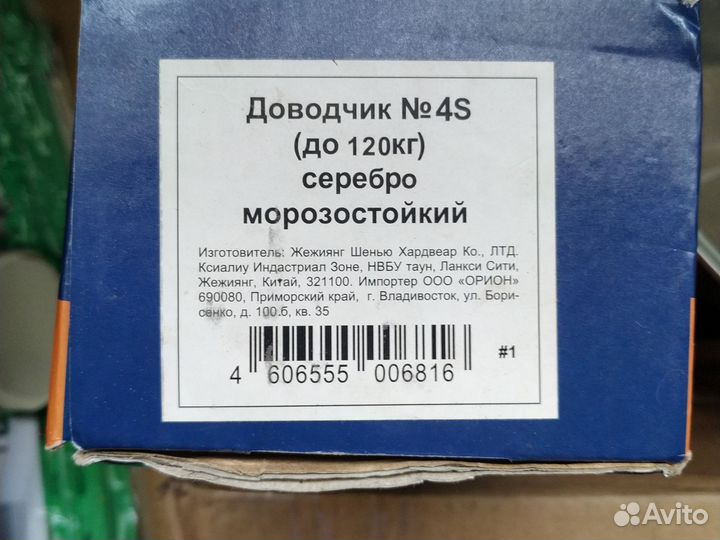 Доводчик №4S
(до 120кг)
серебро
морозостойкий
Изготовитель: Жежиянг Шенью Хардвеар Ко., ЛТД.
Ксиалиу Индастриал Зоне, НВБУ таун, Ланкси Сити,
Жежиянг, Китай, 321100. Импортер ООО «ОРИОН»
690080, Приморский край, г. Владивосток, ул. Бори-
сенко, д. 100.б, кв. 35
#1
4 606555 006816
Avito